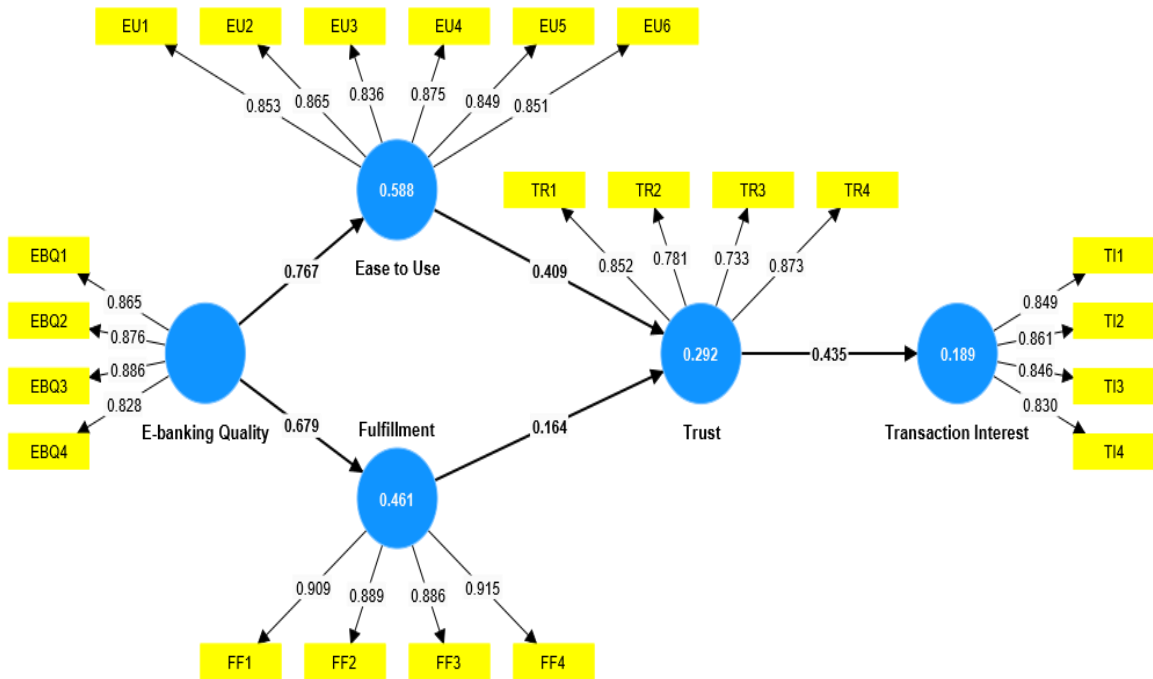 EU1 EU2 EU3 EU4 EU5 EU6
0.853 0.865 0.836 0.875 0.849 0.851
0.588
Ease to Use
TR1 TR2 TR3 TR4
0.852 0.781 0.733 0.873
EBQ1
EBQ2
EBQ3
EBQ4
0.865
0.876
0.886
0.828
E-banking Quality
0.767
0.679
0.409
0.164
Fulfillment
0.461
0.292
Trust
0.435
0.189
Transaction Interest
0.849
0.861
0.846
0.830
TI1
TI2
TI3
TI4
0.909 0.889 0.886 0.915
FF1 FF2 FF3 FF4